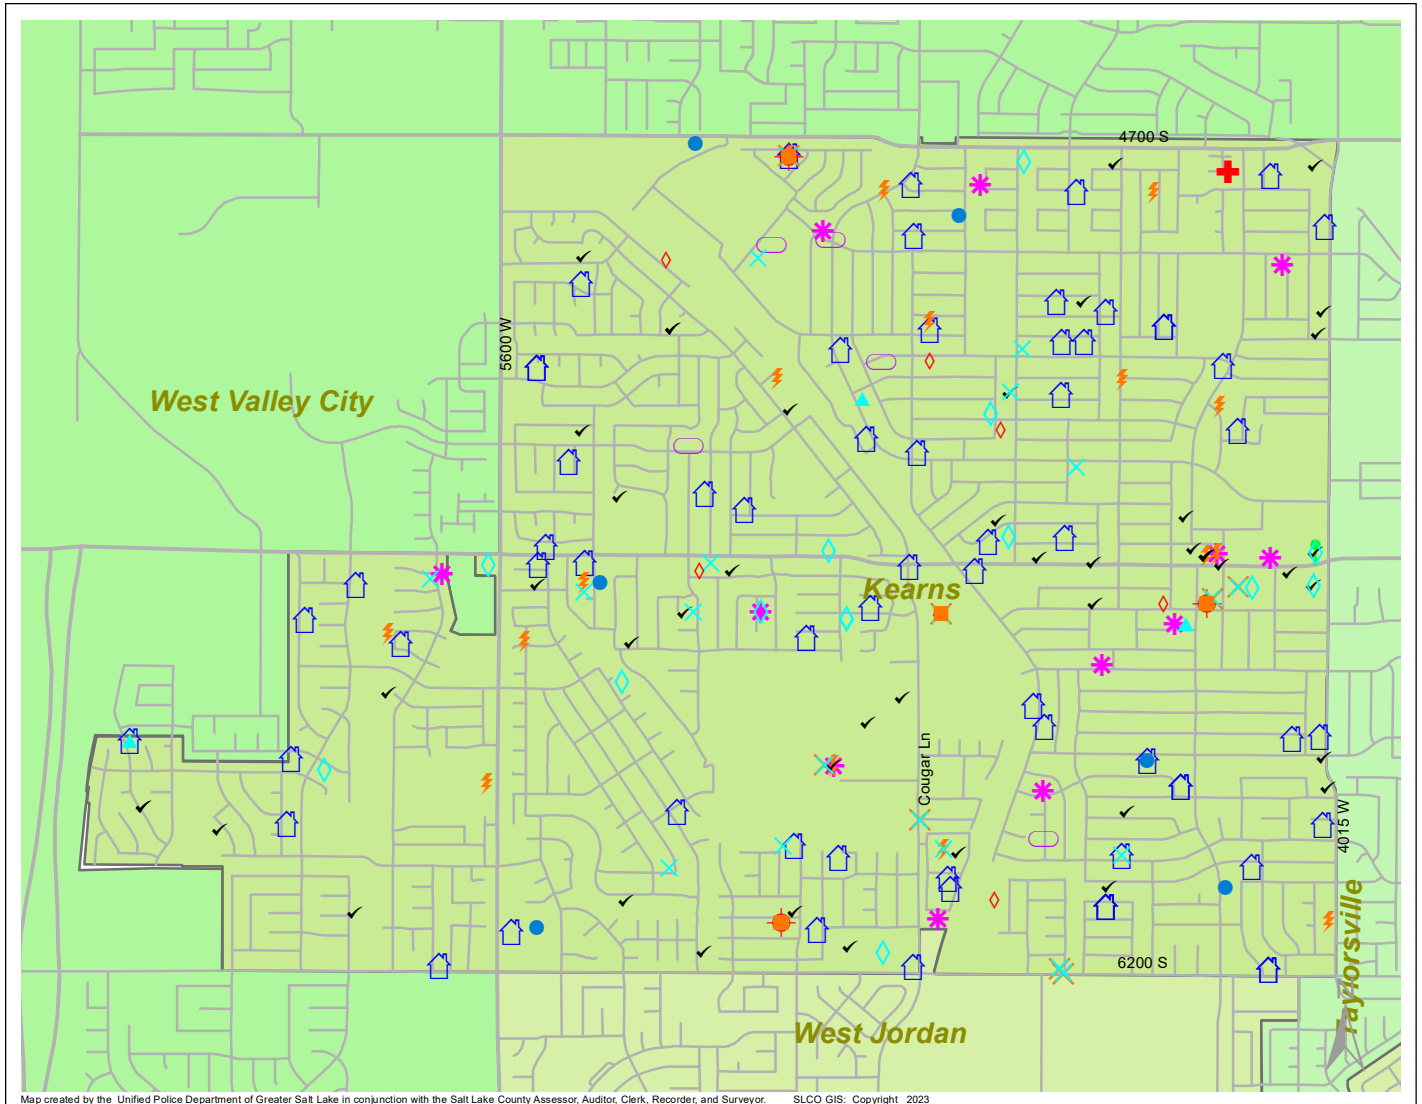 4700 S
5600 W
West Valley City
Kearns
Cougar Ln
4015 W
Taylorsville
6200 S
West Jordan
Map created by the Unified Police Department of Greater Salt Lake in conjunction with the Salt Lake County Assessor, Auditor, Clerk, Recorder, and Surveyor. SLCO GIS: Copyright 2023